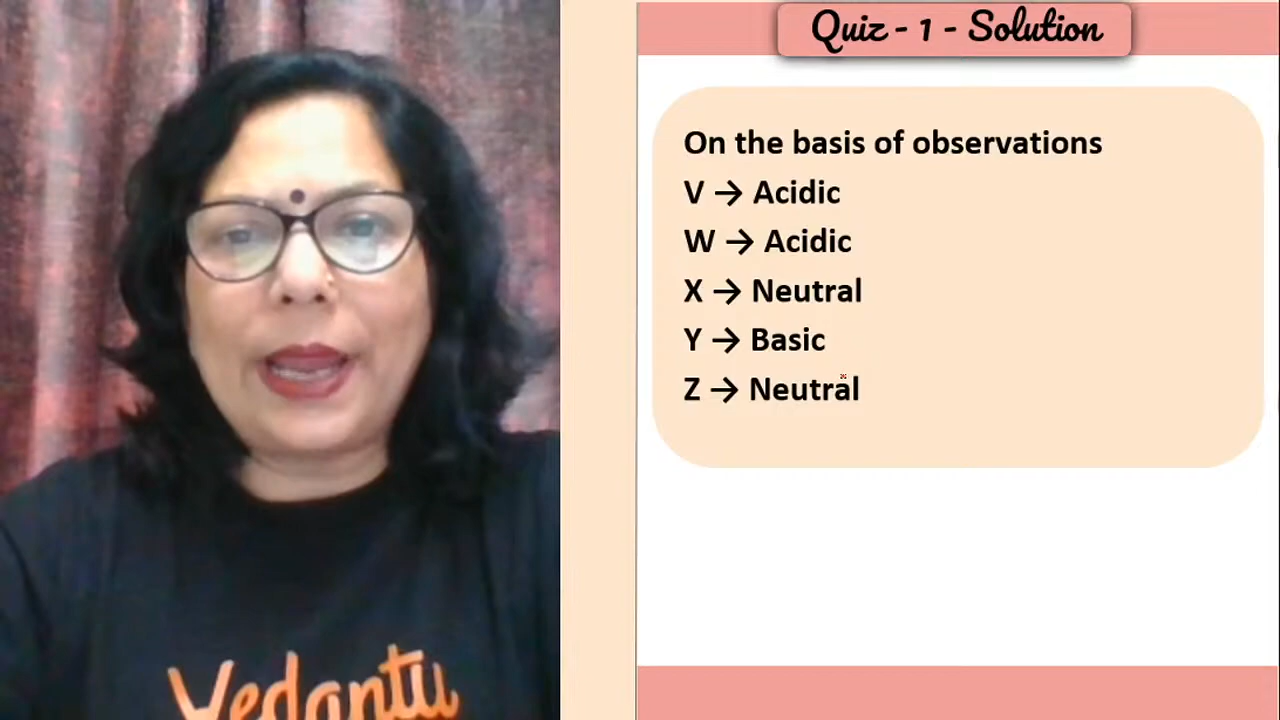 Quiz - 1 - Solution
On the basis of observations
V → Acidic
W → Acidic
X → Neutral
Y → Basic
Z → Neutral
Vedantu